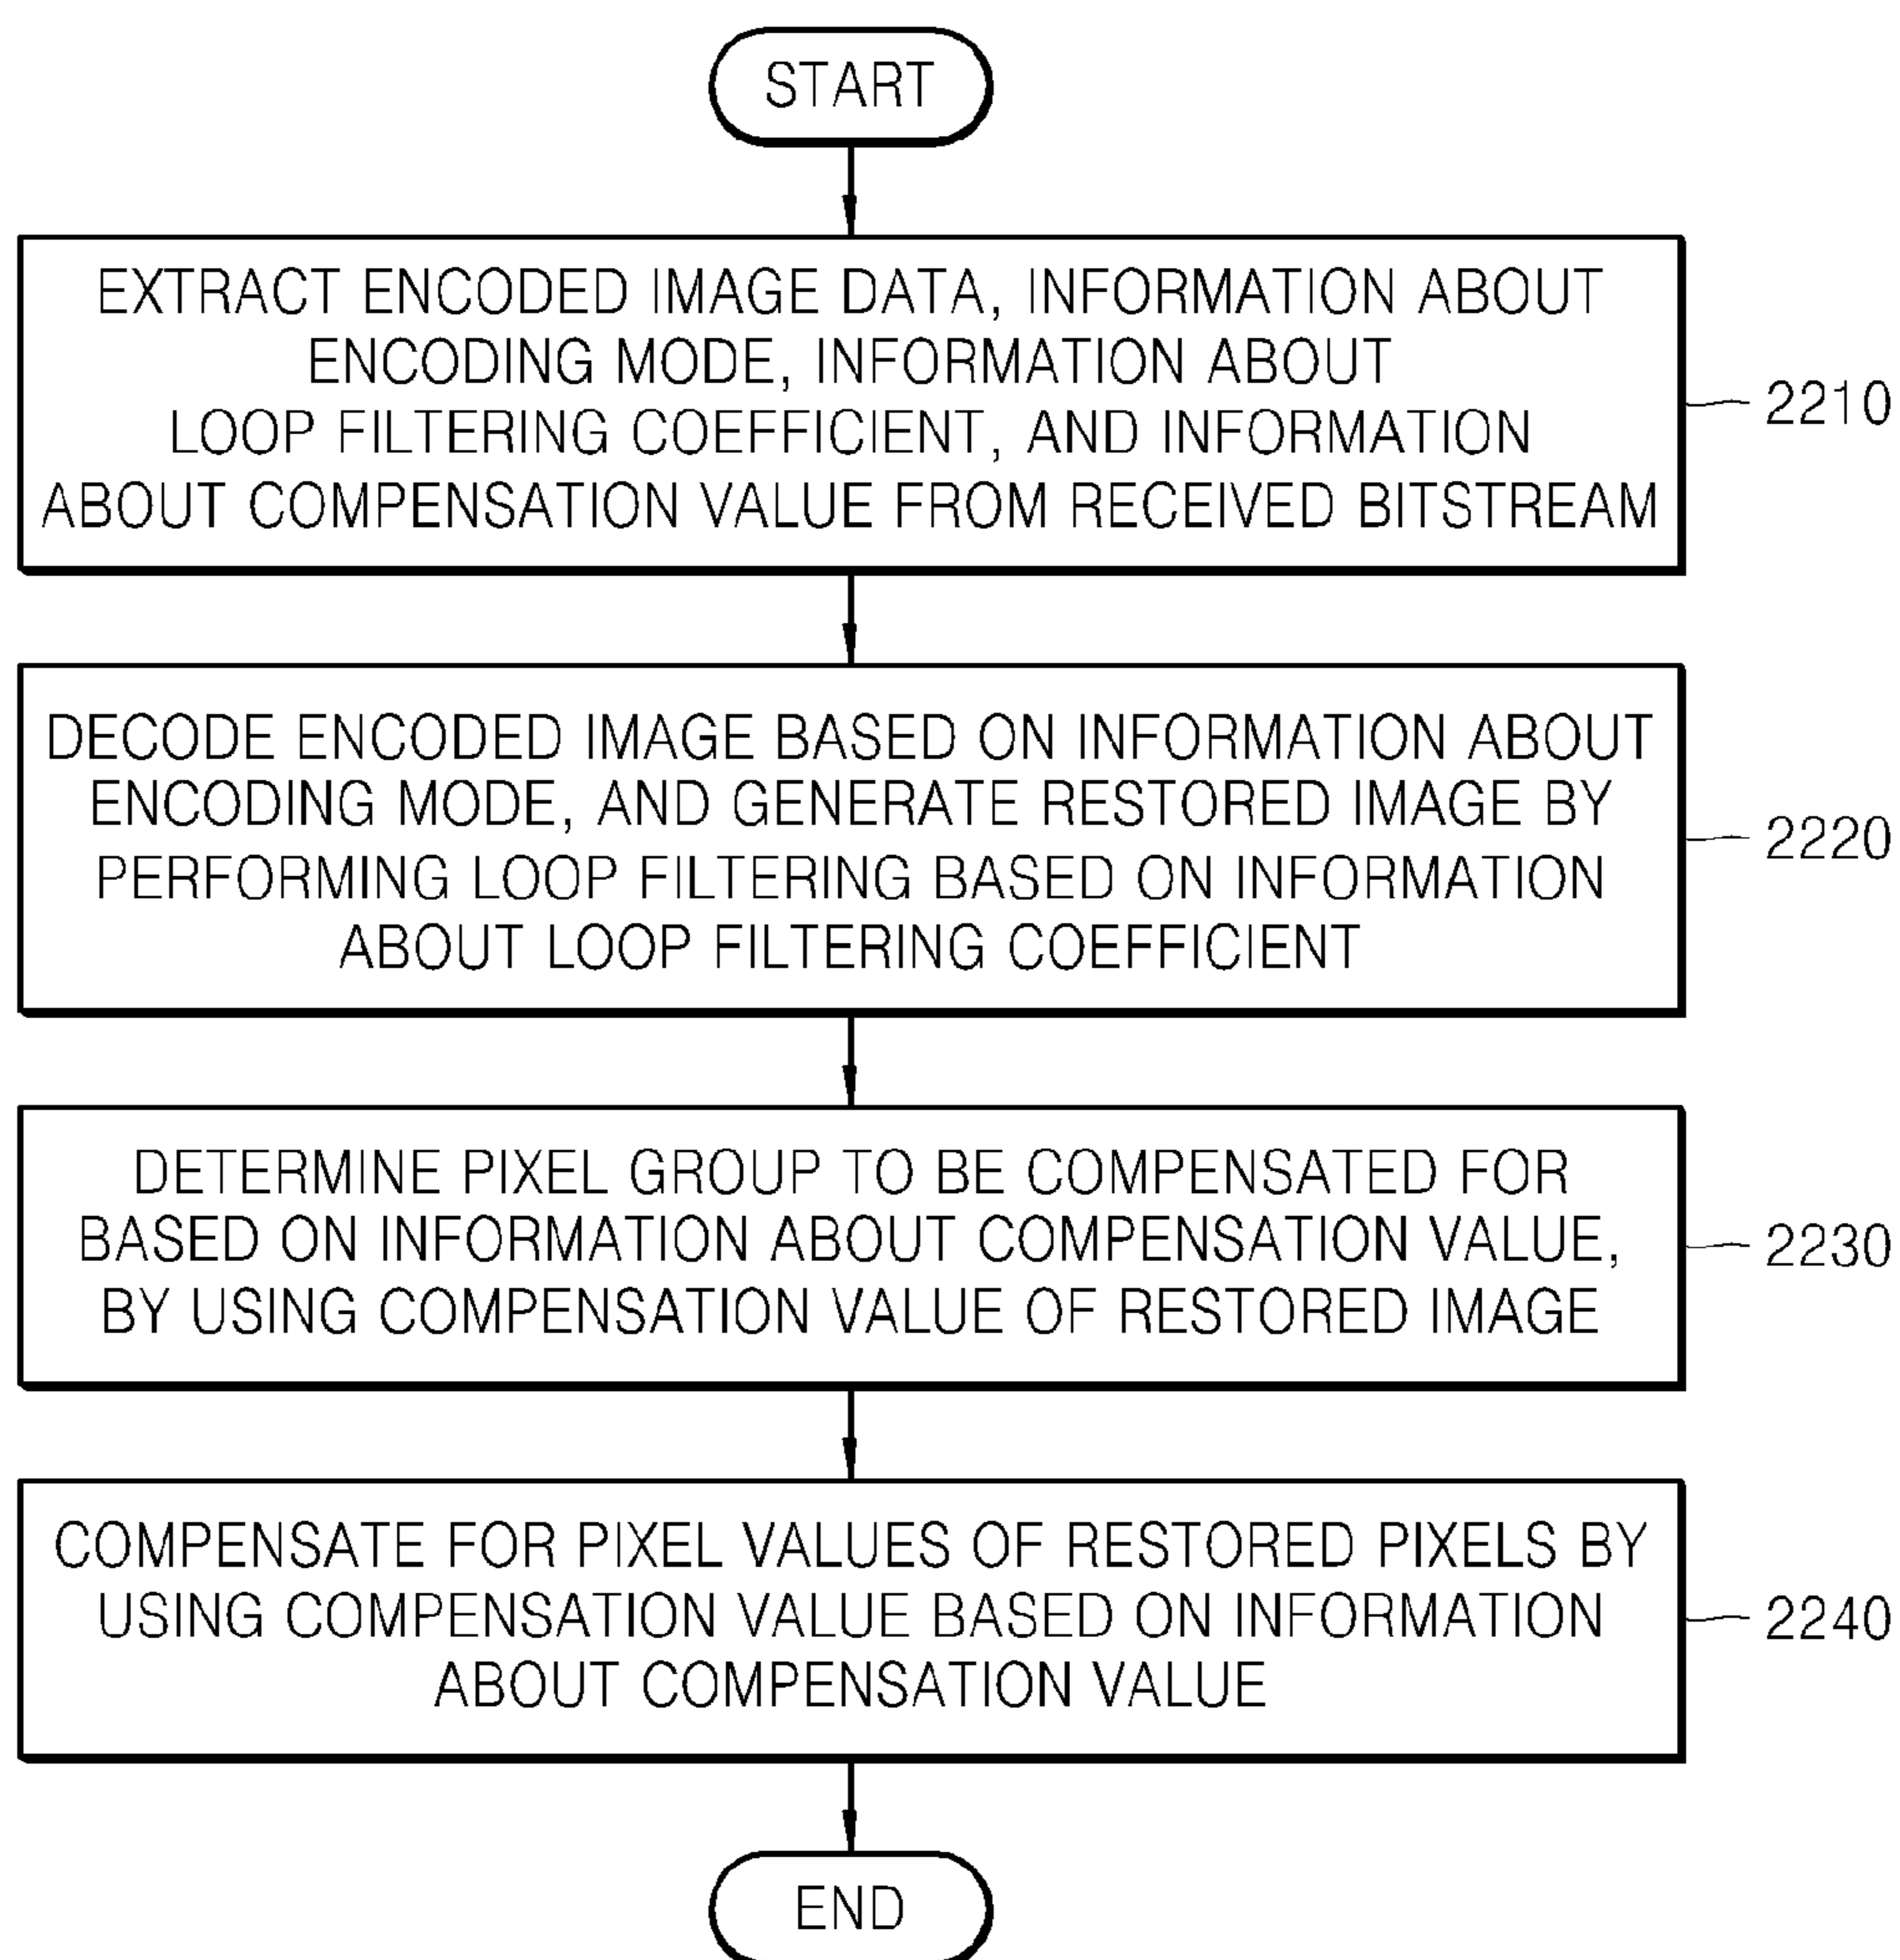 START
EXTRACT ENCODED IMAGE DATA, INFORMATION ABOUT
ENCODING MODE, INFORMATION ABOUT
LOOP FILTERING COEFFICIENT, AND INFORMATION
ABOUT COMPENSATION VALUE FROM RECEIVED BITSTREAM
2210
DECODE ENCODED IMAGE BASED ON INFORMATION ABOUT
ENCODING MODE, AND GENERATE RESTORED IMAGE BY
PERFORMING LOOP FILTERING BASED ON INFORMATION
ABOUT LOOP FILTERING COEFFICIENT
2220
DETERMINE PIXEL GROUP TO BE COMPENSATED FOR
BASED ON INFORMATION ABOUT COMPENSATION VALUE,
BY USING COMPENSATION VALUE OF RESTORED IMAGE
2230
COMPENSATE FOR PIXEL VALUES OF RESTORED PIXELS BY
USING COMPENSATION VALUE BASED ON INFORMATION
ABOUT COMPENSATION VALUE
2240
END